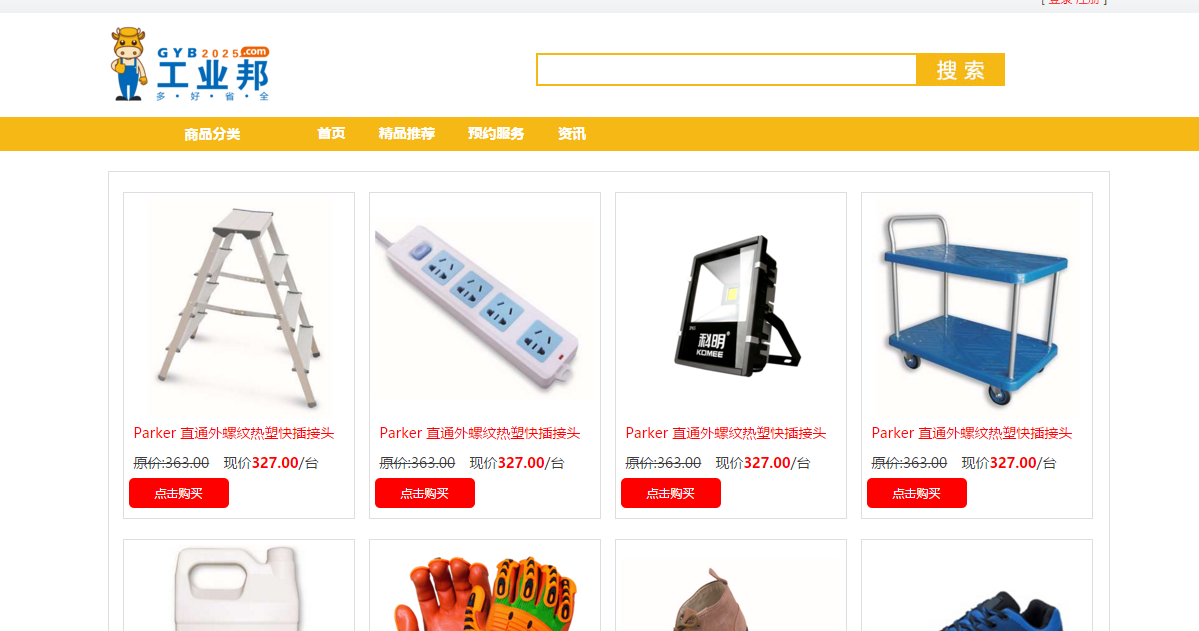 [ 登录 注册 ]
GYB2025.com
工业邦
多 · 好 · 省 · 全
搜 索
商品分类 首页 精品推荐 预约服务 资讯
科明®
KOMEE
Parker 直通外螺纹热塑快插接头 Parker 直通外螺纹热塑快插接头 Parker 直通外螺纹热塑快插接头 Parker 直通外螺纹热塑快插接头
原价:363.00 现价327.00/台 原价:363.00 现价327.00/台 原价:363.00 现价327.00/台 原价:363.00 现价327.00/台
点击购买 点击购买 点击购买 点击购买